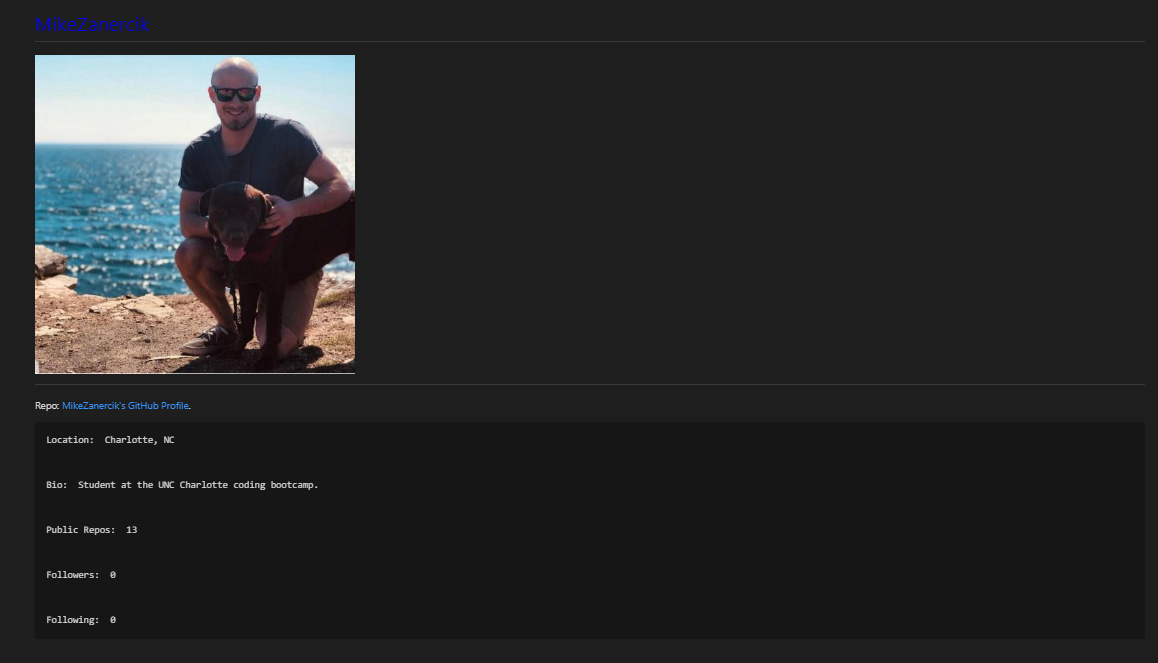 MikeZanercik
Repo: MikeZanercik's GitHub Profile.
Location:  Charlotte, NC
Bio:  Student at the UNC Charlotte coding bootcamp.
Public Repos:  13
Followers:  0
Following:  0